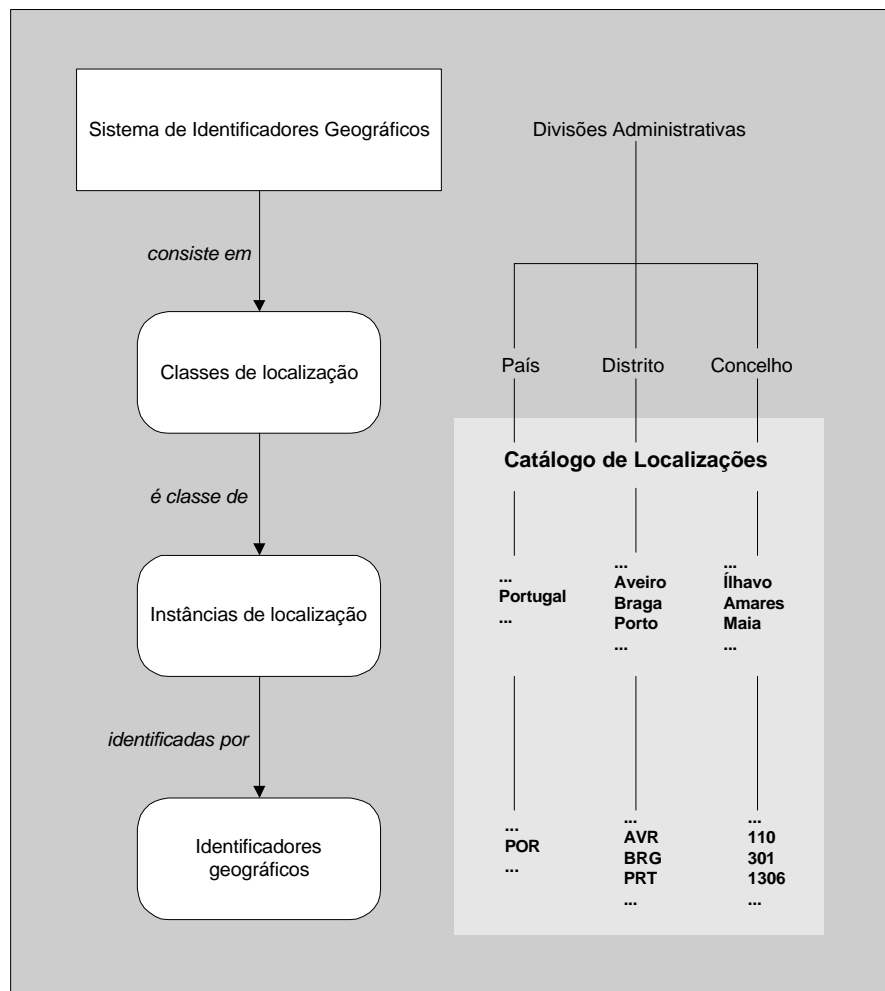 Sistema de Identificadores Geográficos
Divisões Administrativas
consiste em
Classes de localização
País
Distrito
Concelho
Catálogo de Localizações
é classe de
Instâncias de localização
...
Portugal
...
...
Aveiro
Braga
Porto
...
...
Ílhavo
Amares
Maia
...
identificadas por
Identificadores
geográficos
...
POR
...
...
AVR
BRG
PRT
...
...
110
301
1306
...